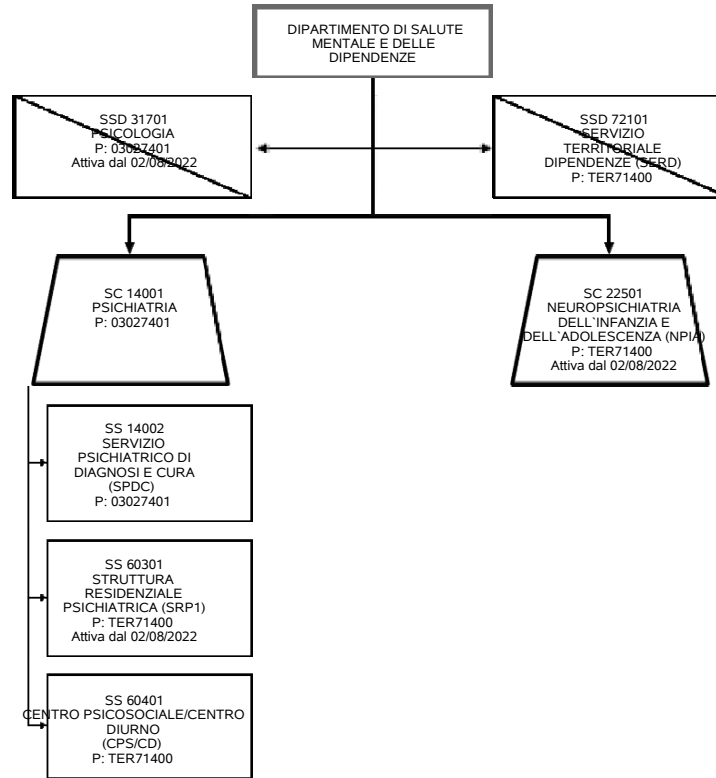 DIPARTIMENTO DI SALUTE
MENTALE E DELLE
DIPENDENZE
SSD 31701
PSICOLOGIA
P: 03027401
Attiva dal 02/08/2022
SSD 72101
SERVIZIO
TERRITORIALE
DIPENDENZE (SERD)
P: TER71400
SC 14001
PSICHIATRIA
P: 03027401
SC 22501
NEUROPSICHIATRIA
DELL`INFANZIA E
DELL`ADOLESCENZA (NPIA)
P: TER71400
Attiva dal 02/08/2022
SS 14002
SERVIZIO
PSICHIATRICO DI
DIAGNOSI E CURA
(SPDC)
P: 03027401
SS 60301
STRUTTURA
RESIDENZIALE
PSICHIATRICA (SRP1)
P: TER71400
Attiva dal 02/08/2022
SS 60401
CENTRO PSICOSOCIALE/CENTRO
DIURNO
(CPS/CD)
P: TER71400